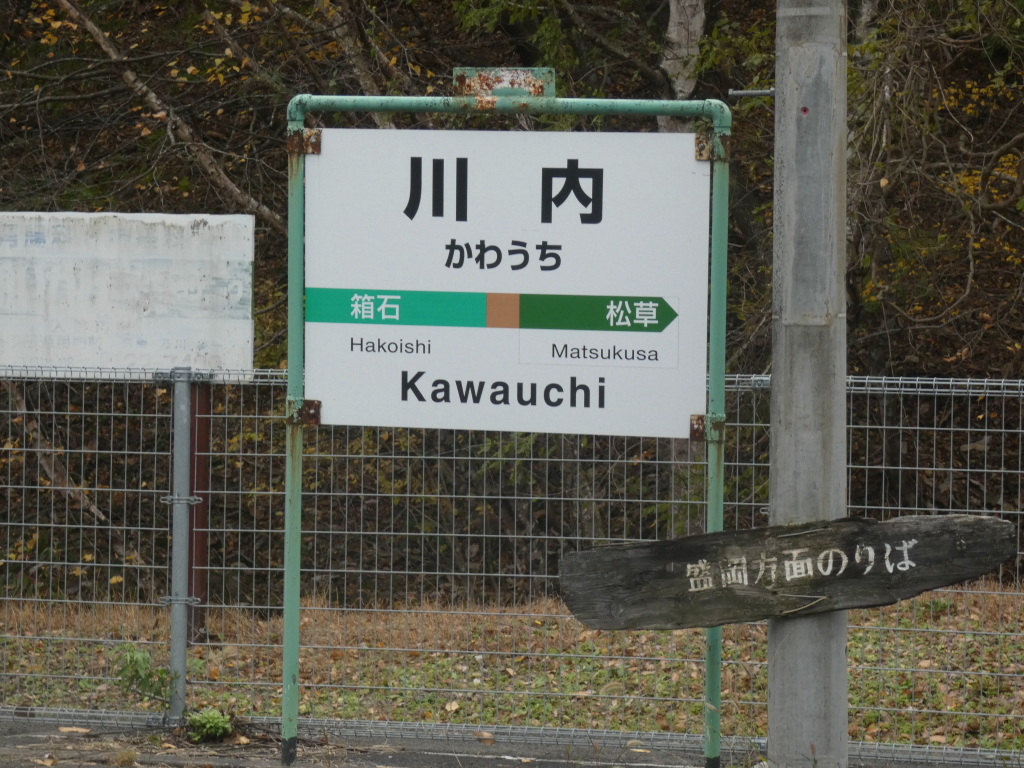 川内
かわうち
箱石 松草
Hakoishi Matsukusa
Kawauchi
盛岡方面のりば